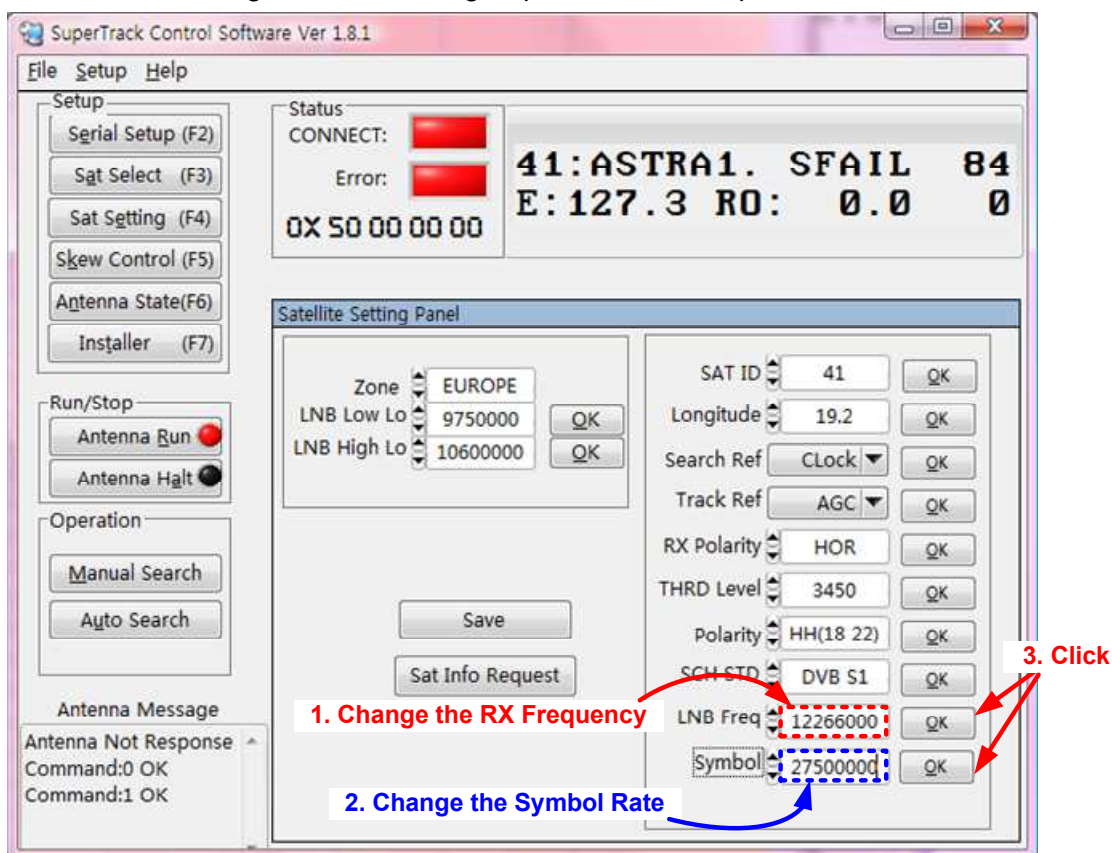 SuperTrack Control Software Ver 1.8.1
File Setup Help
Setup
Serial Setup (F2)
Sat Select (F3)
Sat Setting (F4)
Skew Control (F5)
Antenna State(F6)
Installer (F7)
Run/Stop
Antenna Run
Antenna Halt
Operation
Manual Search
Auto Search
Antenna Message
Antenna Not Response
Command:0 OK
Command:1 OK
Status
CONNECT:
Error:
0X 50 00 00 00
41:ASTRA1. SFAIL 84
E:127.3 RO: 0.0 0
Satellite Setting Panel
Zone EUROPE
LNB Low Lo 9750000 OK
LNB High Lo 10600000 OK
Save
Sat Info Request
SAT ID 41 OK
Longitude 19.2 OK
Search Ref CLock OK
Track Ref AGC OK
RX Polarity HOR OK
THRD Level 3450 OK
Polarity HH(18 22) OK
SCH STD DVB S1 OK
LNB Freq 12266000 OK
Symbol 27500000 OK
1. Change the RX Frequency
2. Change the Symbol Rate
3. Click